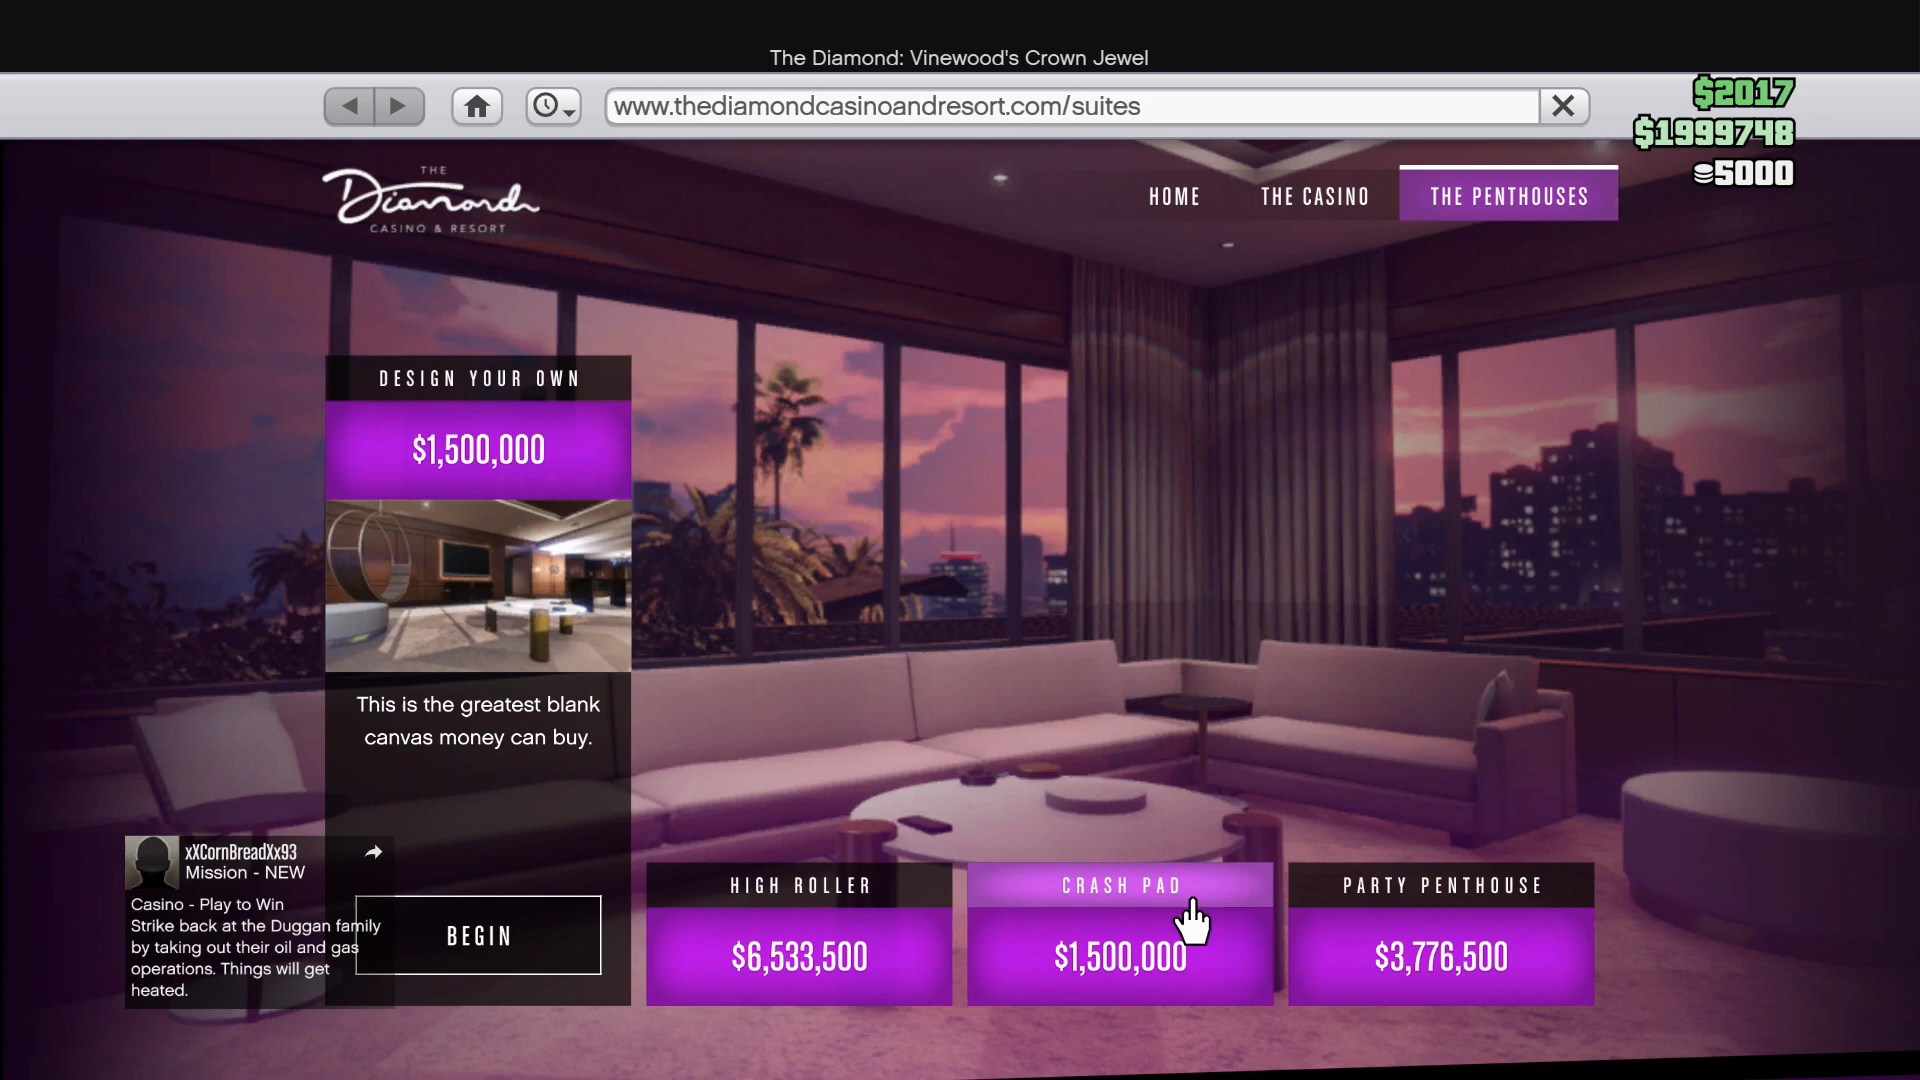 The Diamond: Vinewood's Crown Jewel
www.thediamondcasinoandresort.com/suites
$2017
$1999748
5000
THE
Diamond
CASINO & RESORT
HOME
THE CASINO
THE PENTHOUSES
DESIGN YOUR OWN
$1,500,000
This is the greatest blank
canvas money can buy.
BEGIN
xXCornBreadXx93
Mission - NEW
Casino - Play to Win
Strike back at the Duggan family
by taking out their oil and gas
operations. Things will get
heated.
HIGH ROLLER
$6,533,500
CRASH PAD
$1,500,000
PARTY PENTHOUSE
$3,776,500